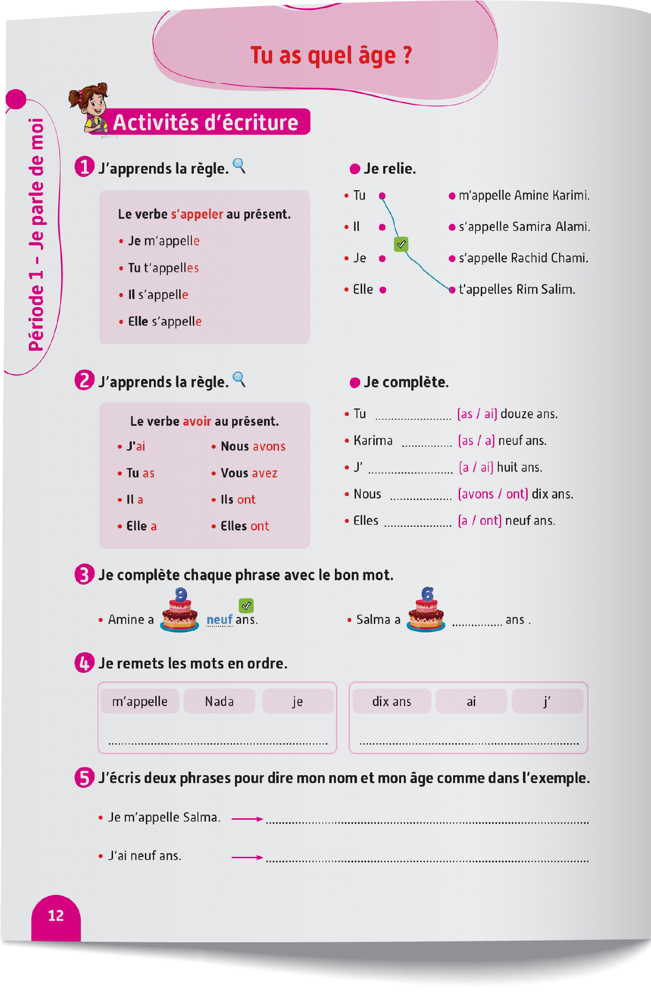 Tu as quel âge ?
Période 1 - Je parle de moi
Activités d'écriture
1 J'apprends la règle.
Le verbe s'appeler au présent.
• Je m'appelle
• Tu t'appelles
• Il s'appelle
• Elle s'appelle
Je relie.
• Tu
• Il
• Je
• Elle
m'appelle Amine Karimi.
s'appelle Samira Alami.
s'appelle Rachid Chami.
t'appelles Rim Salim.
2 J'apprends la règle.
Le verbe avoir au présent.
• J'ai • Nous avons
• Tu as • Vous avez
• Il a • Ils ont
• Elle a • Elles ont
Je complète.
• Tu .................... (as / ai) douze ans.
• Karima .................... (as / a) neuf ans.
• J' .................... (a / ai) huit ans.
• Nous .................... (avons / ont) dix ans.
• Elles .................... (a / ont) neuf ans.
3 Je complète chaque phrase avec le bon mot.
9 6
• Amine a neuf ans. • Salma a .................... ans .
4 Je remets les mots en ordre.
m'appelle Nada je dix ans ai j'
5 J'écris deux phrases pour dire mon nom et mon âge comme dans l'exemple.
• Je m'appelle Salma. ....................
• J'ai neuf ans. ....................
12